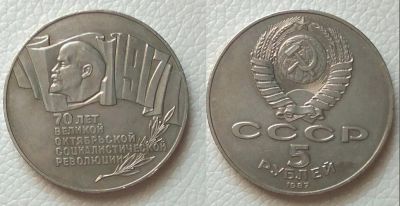 1917
70 ЛЕТ
ВЕЛИКОЙ
ОКТЯБРЬСКОЙ
СОЦИАЛИСТИЧЕСКОЙ
РЕВОЛЮЦИИ
СССР
5
РУБЛЕЙ
1987